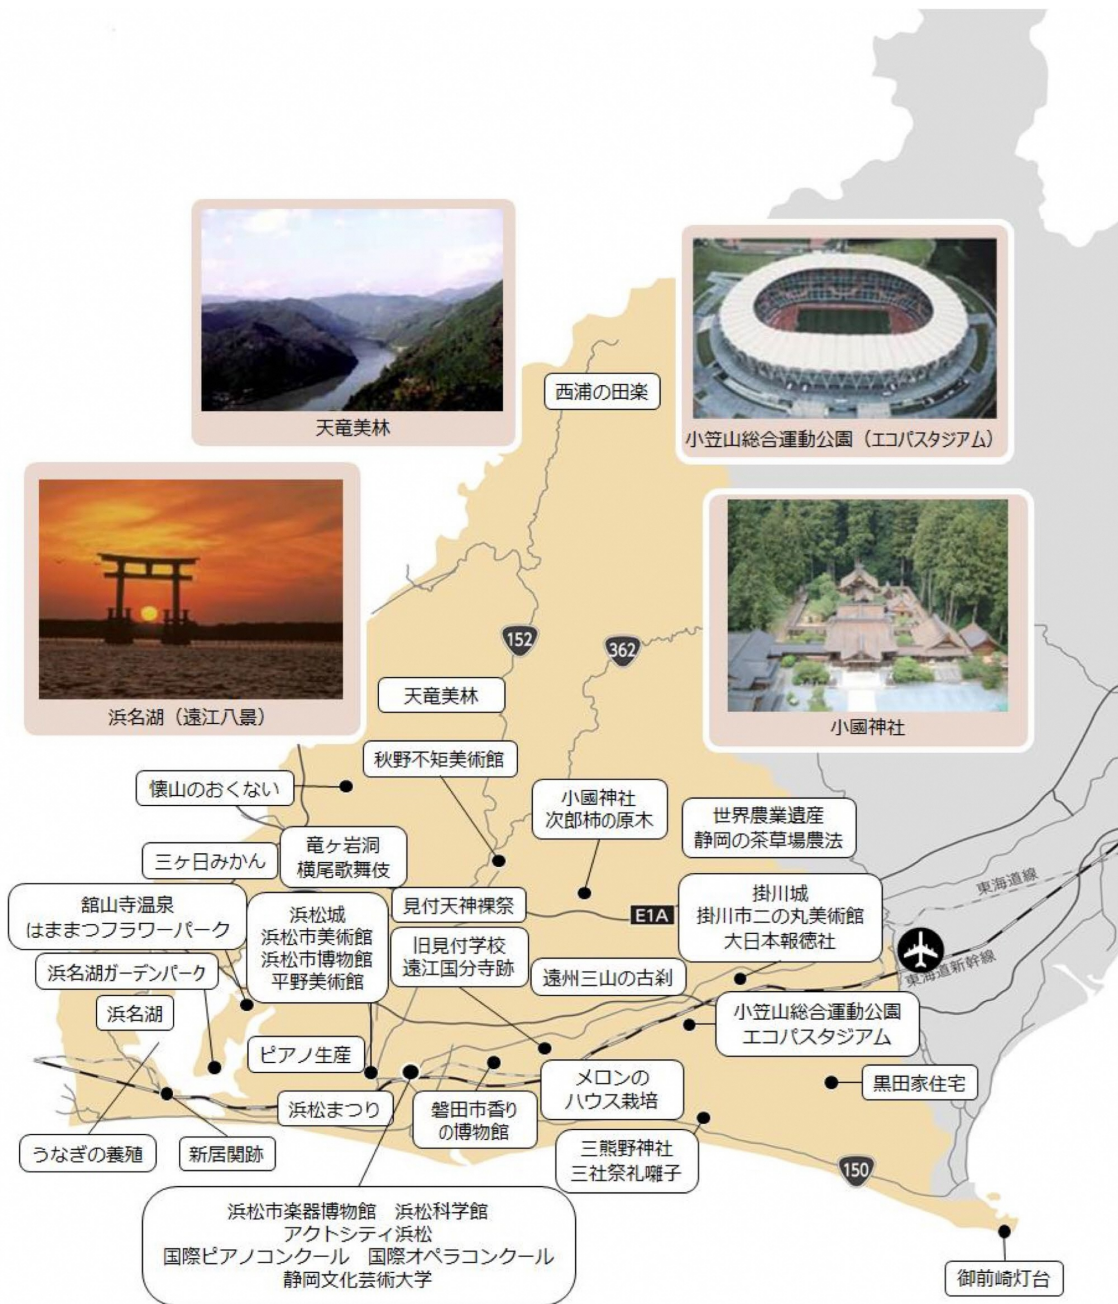 天竜美林
小笠山総合運動公園（エコパスタジアム）
西浦の田楽
浜名湖（遠江八景）
小國神社
152
362
天竜美林
秋野不矩美術館
懐山のおくない
小國神社
次郎柿の原木
世界農業遺産
静岡の茶草場農法
竜ヶ岩洞
横尾歌舞伎
三ヶ日みかん
東海道線
舘山寺温泉
はままつフラワーパーク
浜松城
浜松市美術館
浜松市博物館
平野美術館
見付天神裸祭
E1A
掛川城
掛川市二の丸美術館
大日本報徳社
旧見付学校
遠江国分寺跡
遠州三山の古刹
東海道新幹線
浜名湖ガーデンパーク
浜名湖
小笠山総合運動公園
エコパスタジアム
ピアノ生産
メロンの
ハウス栽培
黒田家住宅
浜松まつり
磐田市香り
の博物館
うなぎの養殖
新居関跡
三熊野神社
三社祭礼囃子
150
浜松市楽器博物館　浜松科学館
アクトシティ浜松
国際ピアノコンクール　国際オペラコンクール
静岡文化芸術大学
御前崎灯台